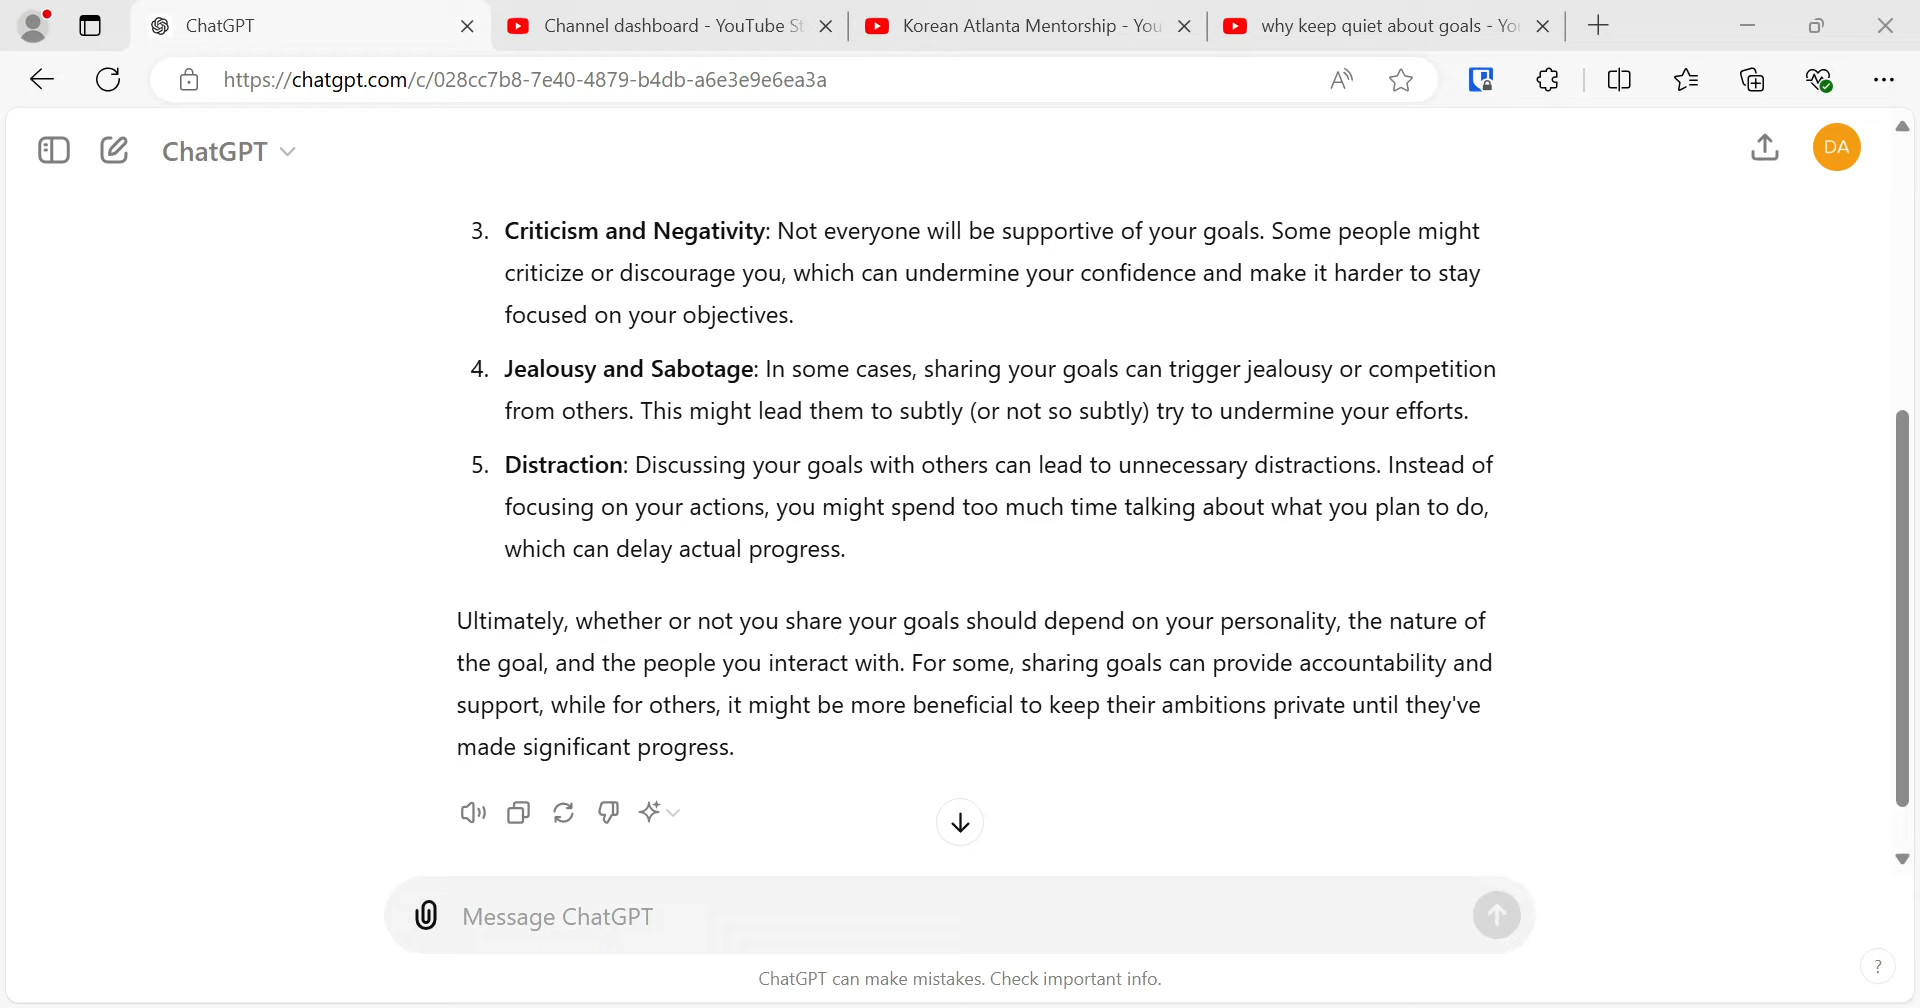 ChatGPT
Channel dashboard - YouTube St
Korean Atlanta Mentorship - You
why keep quiet about goals - You
https://chatgpt.com/c/028cc7b8-7e40-4879-b4db-a6e3e9e6ea3a
ChatGPT
DA
3. Criticism and Negativity: Not everyone will be supportive of your goals. Some people might
criticize or discourage you, which can undermine your confidence and make it harder to stay
focused on your objectives.
4. Jealousy and Sabotage: In some cases, sharing your goals can trigger jealousy or competition
from others. This might lead them to subtly (or not so subtly) try to undermine your efforts.
5. Distraction: Discussing your goals with others can lead to unnecessary distractions. Instead of
focusing on your actions, you might spend too much time talking about what you plan to do,
which can delay actual progress.
Ultimately, whether or not you share your goals should depend on your personality, the nature of
the goal, and the people you interact with. For some, sharing goals can provide accountability and
support, while for others, it might be more beneficial to keep their ambitions private until they've
made significant progress.
Message ChatGPT
ChatGPT can make mistakes. Check important info.
?